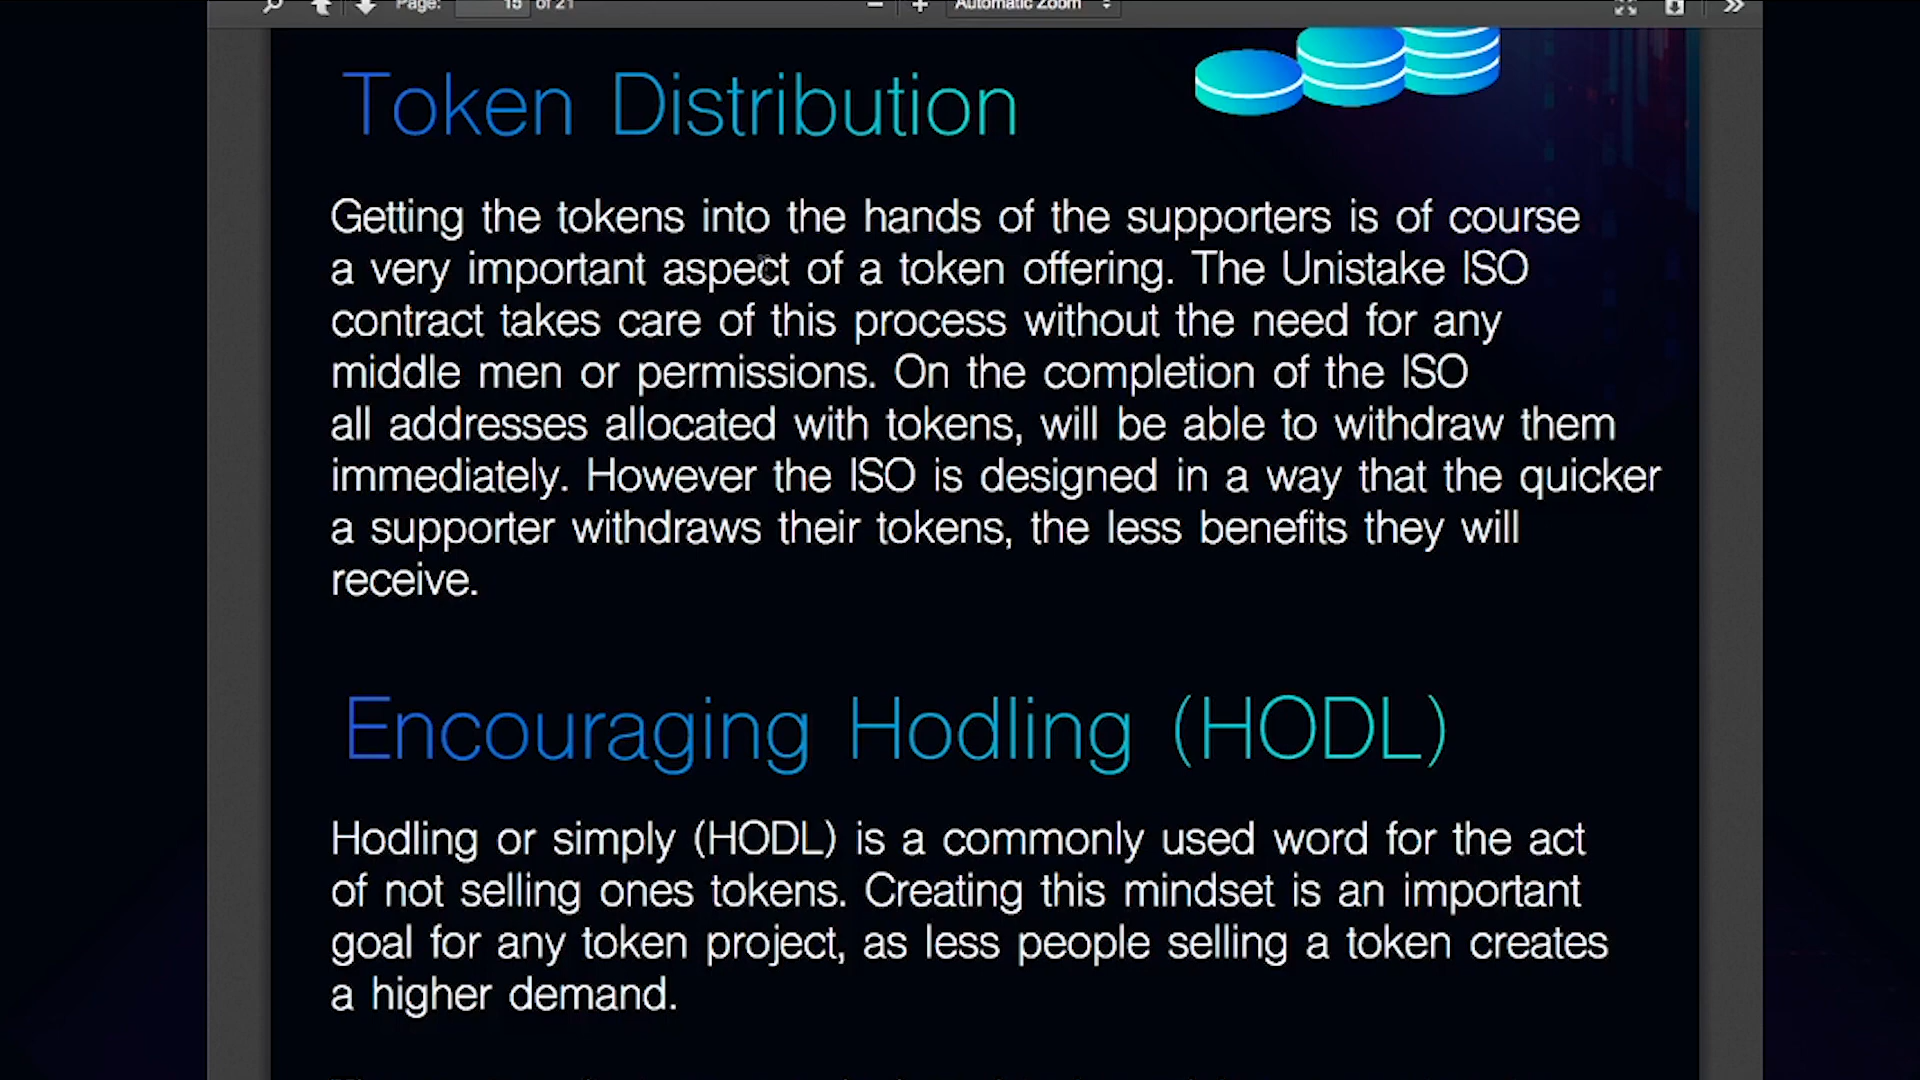 Page: 15 of 21 Automatic Zoom
Token Distribution
Getting the tokens into the hands of the supporters is of course
a very important aspect of a token offering. The Unistake ISO
contract takes care of this process without the need for any
middle men or permissions. On the completion of the ISO
all addresses allocated with tokens, will be able to withdraw them
immediately. However the ISO is designed in a way that the quicker
a supporter withdraws their tokens, the less benefits they will
receive.
Encouraging Hodling (HODL)
Hodling or simply (HODL) is a commonly used word for the act
of not selling ones tokens. Creating this mindset is an important
goal for any token project, as less people selling a token creates
a higher demand.